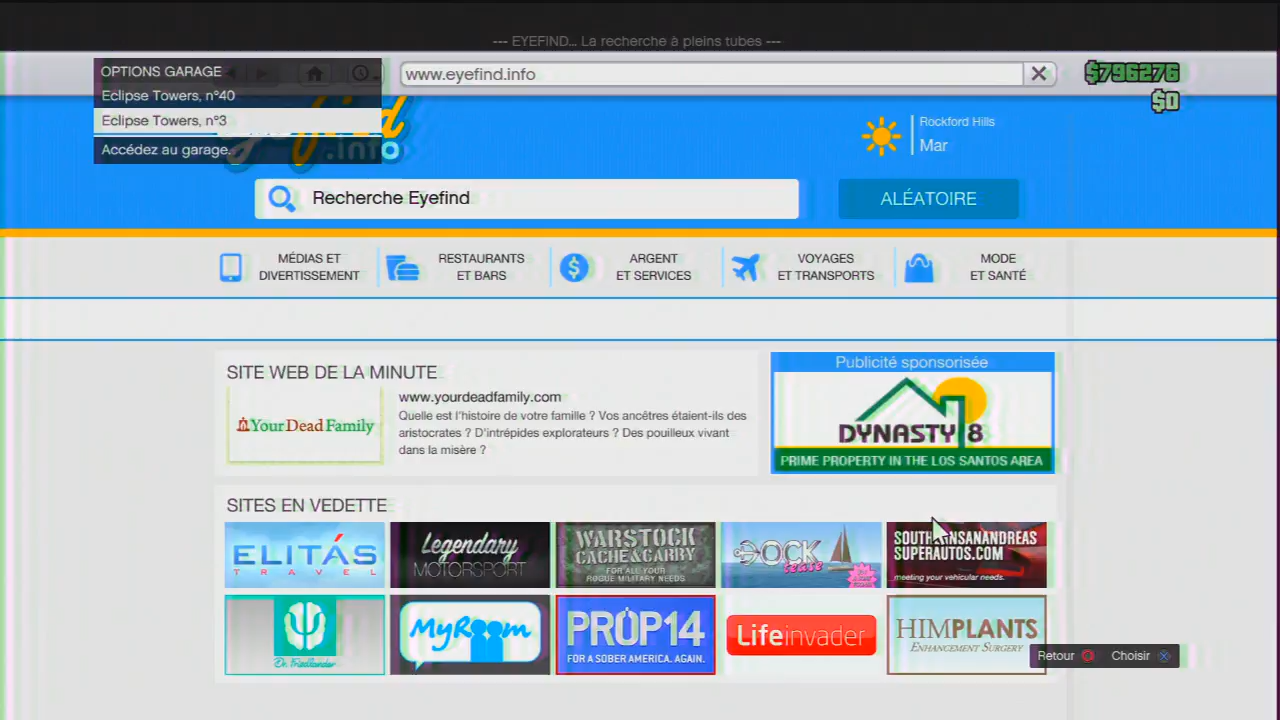 --- EYEFIND... La recherche à pleins tubes ---
OPTIONS GARAGE
Eclipse Towers, n°40
Eclipse Towers, n°3
Accédez au garage.
www.eyefind.info
$796276
$0
find
.info
Rockford Hills
Mar
Recherche Eyefind
ALÉATOIRE
MÉDIAS ET
DIVERTISSEMENT
RESTAURANTS
ET BARS
ARGENT
ET SERVICES
VOYAGES
ET TRANSPORTS
MODE
ET SANTÉ
SITE WEB DE LA MINUTE
YourDeadFamily
www.yourdeadfamily.com
Quelle est l'histoire de votre famille ? Vos ancêtres étaient-ils des
aristocrates ? D'intrépides explorateurs ? Des pouilleux vivant
dans la misère ?
Publicité sponsorisée
DYNASTY 8
PRIME PROPERTY IN THE LOS SANTOS AREA
SITES EN VEDETTE
ELITÁS
TRAVEL
Legendary
MOTORSPORT
WARSTOCK
CACHE & CARRY
FOR ALL YOUR
ROGUE MILITARY NEEDS
DOCK
tease
SUPERAUTOS.COM
meeting your vehicular needs.
Dr. Friedlander
MyRoom
PROP14
FOR A SOBER AMERICA. AGAIN.
Lifeinvader
HIMPLANTS
ENHANCEMENT SURGERY
Retour
Choisir